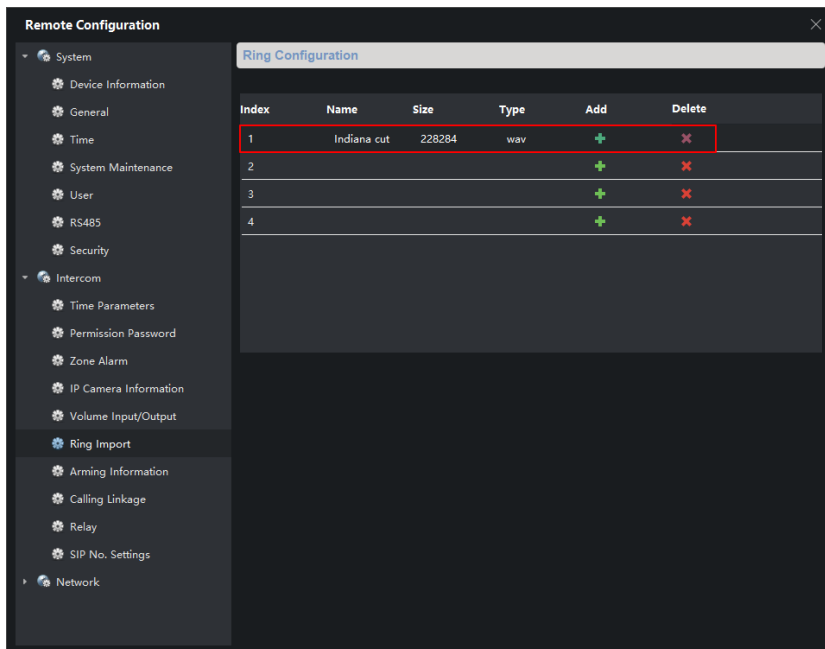 Remote Configuration
System
Device Information
General
Time
System Maintenance
User
RS485
Security
Intercom
Time Parameters
Permission Password
Zone Alarm
IP Camera Information
Volume Input/Output
Ring Import
Arming Information
Calling Linkage
Relay
SIP No. Settings
Network
Ring Configuration
Index Name Size Type Add Delete
1 Indiana cut 228284 wav
2
3
4